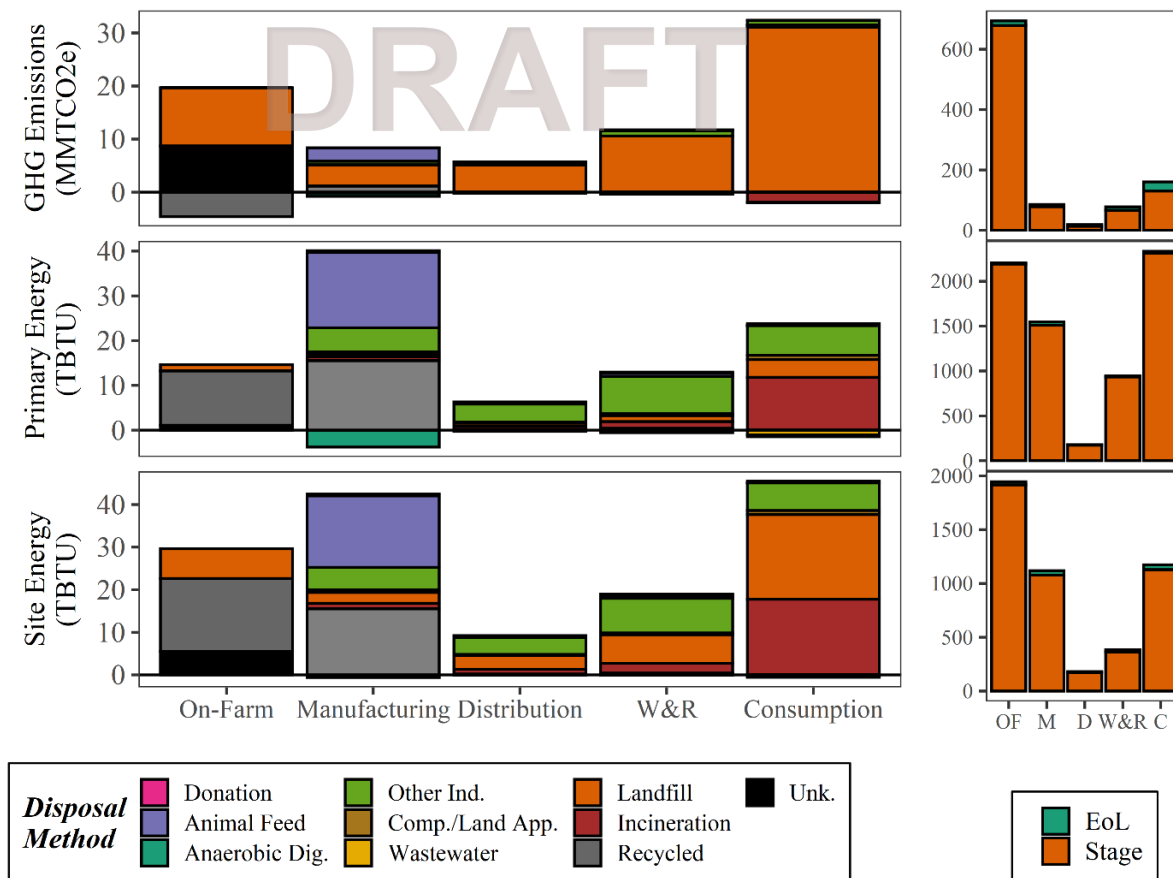 DRAFT
GHG Emissions
(MMTCO2e)
30
20
10
0
600
400
200
0
Primary Energy
(TBTU)
40
30
20
10
0
2000
1500
1000
500
0
Site Energy
(TBTU)
40
30
20
10
0
2000
1500
1000
500
0
On-Farm Manufacturing Distribution W&R Consumption
OF M D W&R C
Disposal
Method
Donation
Animal Feed
Anaerobic Dig.
Other Ind.
Comp./Land App.
Wastewater
Landfill
Incineration
Recycled
Unk.
EoL
Stage